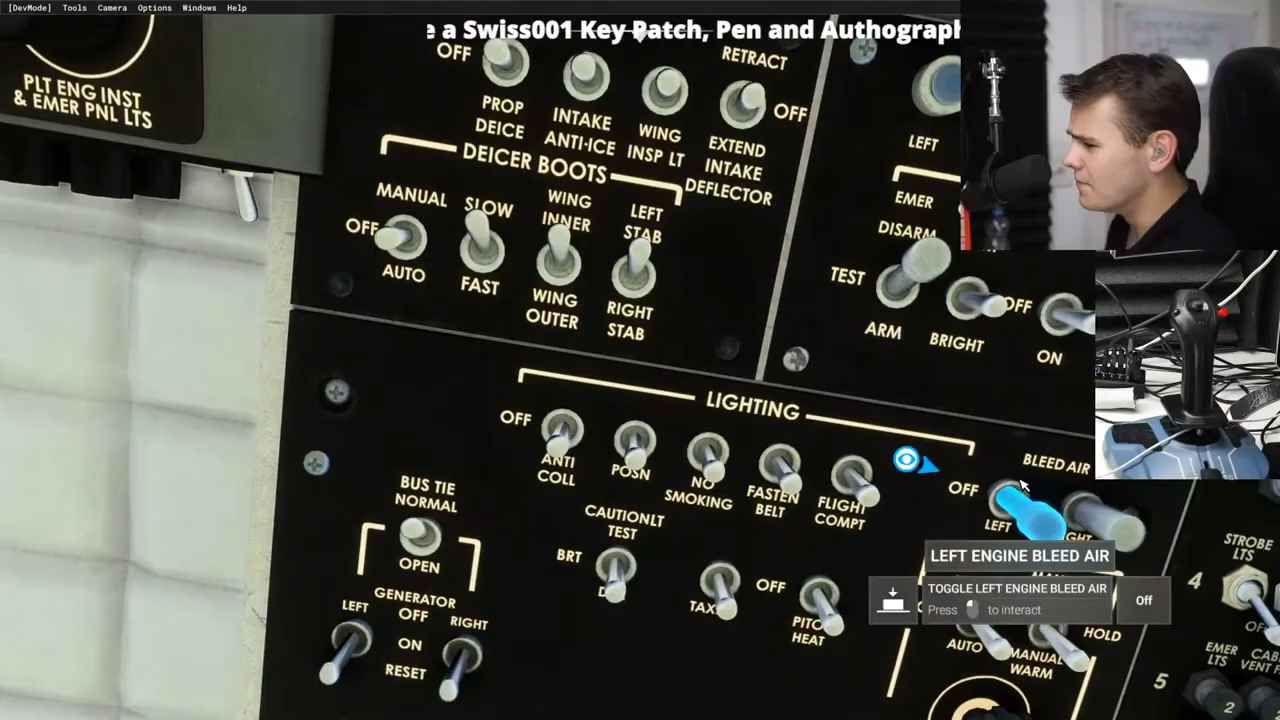 [DevMode] Tools Camera Options Windows Help
e a Swiss001 Key Patch, Pen and Authograph
PLT ENG INST
& EMER PNL LTS
OFF
PROP
DEICE
INTAKE
ANTI-ICE
WING
INSP LT
RETRACT
OFF
EXTEND
INTAKE
DEFLECTOR
DEICER BOOTS
MANUAL
OFF
AUTO
SLOW
FAST
WING
INNER
WING
OUTER
LEFT
STAB
RIGHT
STAB
LEFT
EMER
DISARM
TEST
ARM
BRIGHT
OFF
ON
LIGHTING
OFF
ANTI
COLL
POSN
NO
SMOKING
FASTEN
BELT
FLIGHT
COMPT
BLEED AIR
OFF
LEFT
BUS TIE
NORMAL
OPEN
GENERATOR
LEFT
OFF
RIGHT
ON
RESET
CAUTIONLT
TEST
BRT
TAXI
OFF
PITOT
HEAT
LEFT ENGINE BLEED AIR
TOGGLE LEFT ENGINE BLEED AIR
Press to interact
Off
AUTO
MANUAL
WARM
HOLD
STROBE
LTS
4
EMER
LTS
5
2